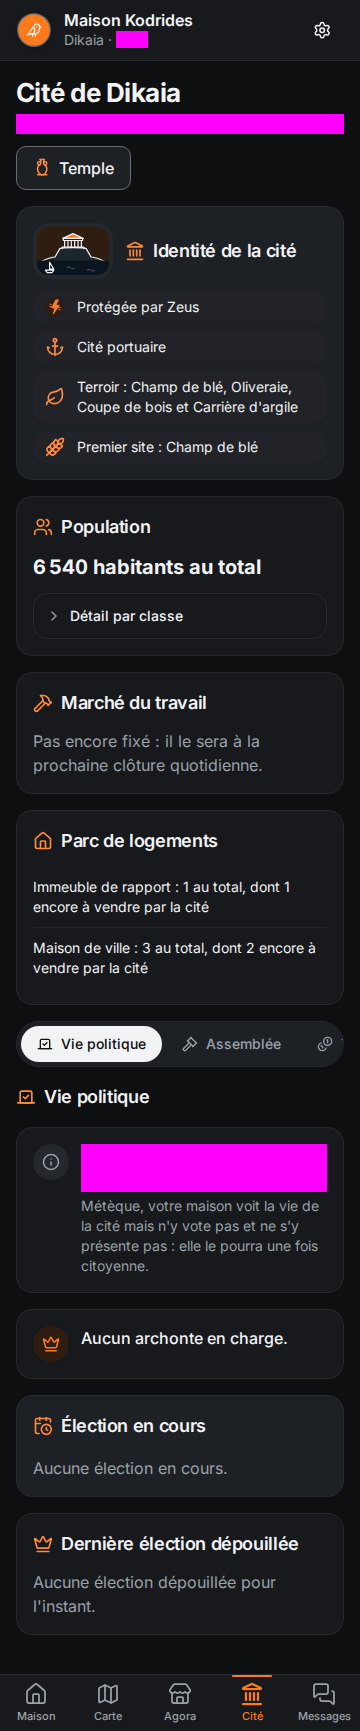 Maison Kodrides
Dikaia ·
Cité de Dikaia
Temple
Identité de la cité
Protégée par Zeus
Cité portuaire
Terroir : Champ de blé, Oliveraie,
Coupe de bois et Carrière d'argile
Premier site : Champ de blé
Population
6 540 habitants au total
Détail par classe
Marché du travail
Pas encore fixé : il le sera à la
prochaine clôture quotidienne.
Parc de logements
Immeuble de rapport : 1 au total, dont 1
encore à vendre par la cité
Maison de ville : 3 au total, dont 2 encore à
vendre par la cité
Vie politique
Assemblée
Vie politique
Métèque, votre maison voit la vie de
la cité mais n'y vote pas et ne s'y
présente pas : elle le pourra une fois
citoyenne.
Aucun archonte en charge.
Élection en cours
Aucune élection en cours.
Dernière élection dépouillée
Aucune élection dépouillée pour
l'instant.
Maison
Carte
Agora
Cité
Messages